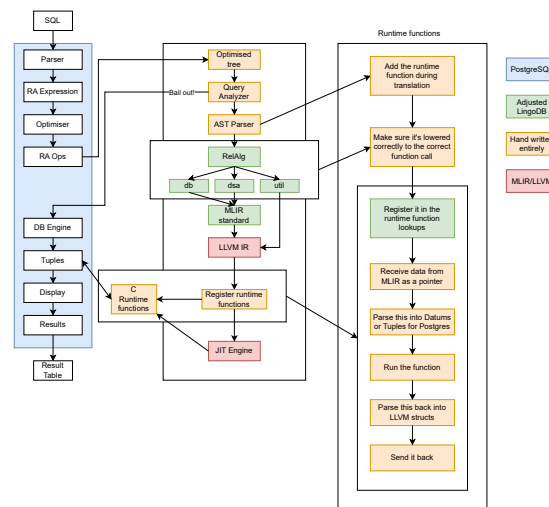 SQL
Parser
RA Expression
Optimiser
RA Ops
DB Engine
Tuples
Display
Results
Result
Table
Optimised
tree
Bail out!
Query
Analyzer
AST Parser
RelAlg
db
dsa
util
MLIR
standard
LLVM IR
C
Runtime
functions
Register runtime
functions
JIT Engine
Runtime functions
Add the runtime
function during
translation
Make sure it's lowered
correctly to the correct
function call
Register it in the
runtime function
lookups
Receive data from
MLIR as a pointer
Parse this into Datums
or Tuples for Postgres
Run the function
Parse this back into
LLVM structs
Send it back
PostgreSQ
Adjusted
LingoDB
Hand writte
entirely
MLIR/LLVM